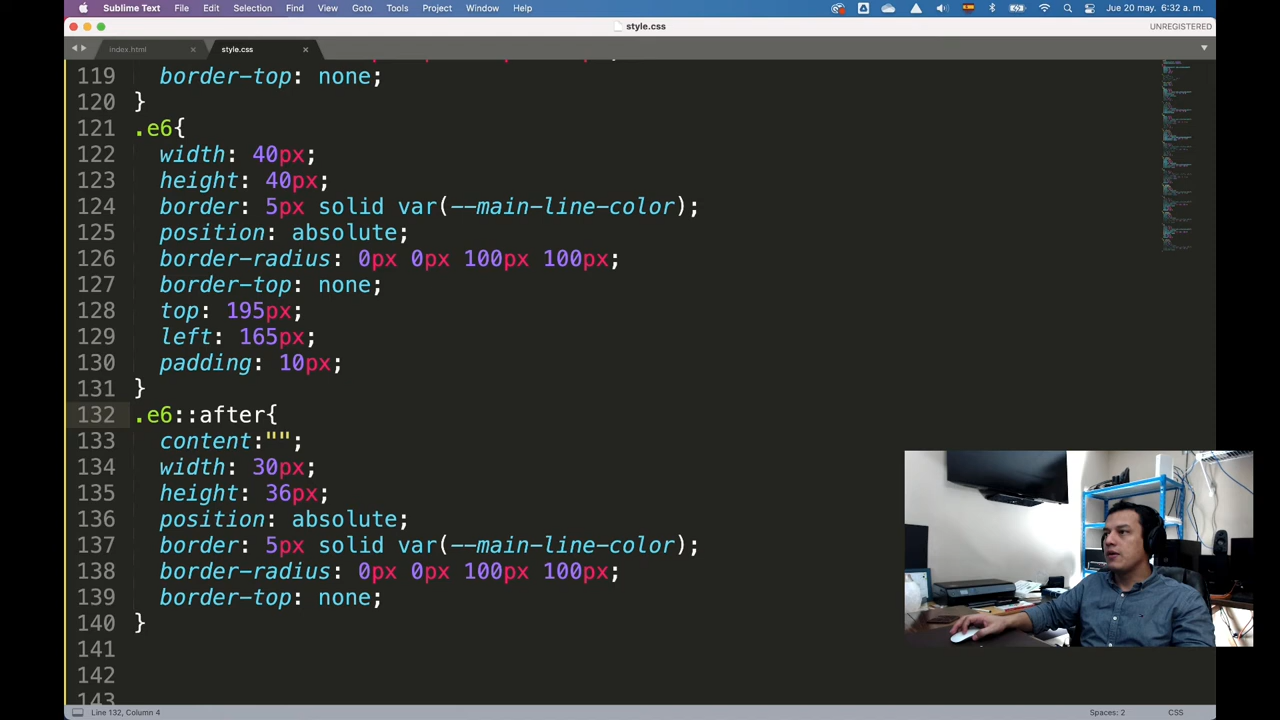 Sublime Text File Edit Selection Find View Goto Tools Project Window Help Jue 20 may. 6:32 a. m.
style.css UNREGISTERED
index.html × style.css ×
119 border-top: none;
120 }
121 .e6{
122 width: 40px;
123 height: 40px;
124 border: 5px solid var(--main-line-color);
125 position: absolute;
126 border-radius: 0px 0px 100px 100px;
127 border-top: none;
128 top: 195px;
129 left: 165px;
130 padding: 10px;
131 }
132 .e6::after{
133 content:"";
134 width: 30px;
135 height: 36px;
136 position: absolute;
137 border: 5px solid var(--main-line-color);
138 border-radius: 0px 0px 100px 100px;
139 border-top: none;
140 }
141
142
143
Line 132, Column 4 Spaces: 2 CSS